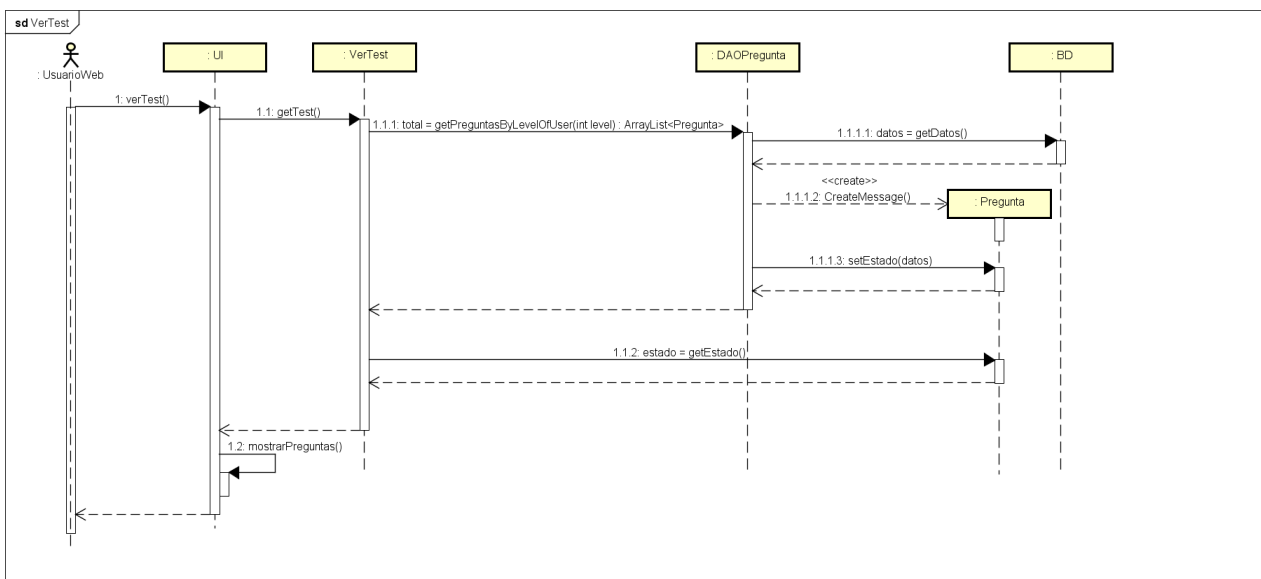 sd VerTest
: UsuarioWeb
: UI
: VerTest
: DAOPregunta
: BD
1: verTest()
1.1: getTest()
1.1.1: total = getPreguntasByLevelOfUser(int level) : ArrayList<Pregunta>
1.1.1.1: datos = getDatos()
<<create>>
1.1.1.2: CreateMessage()
: Pregunta
1.1.1.3: setEstado(datos)
1.1.2: estado = getEstado()
1.2: mostrarPreguntas()